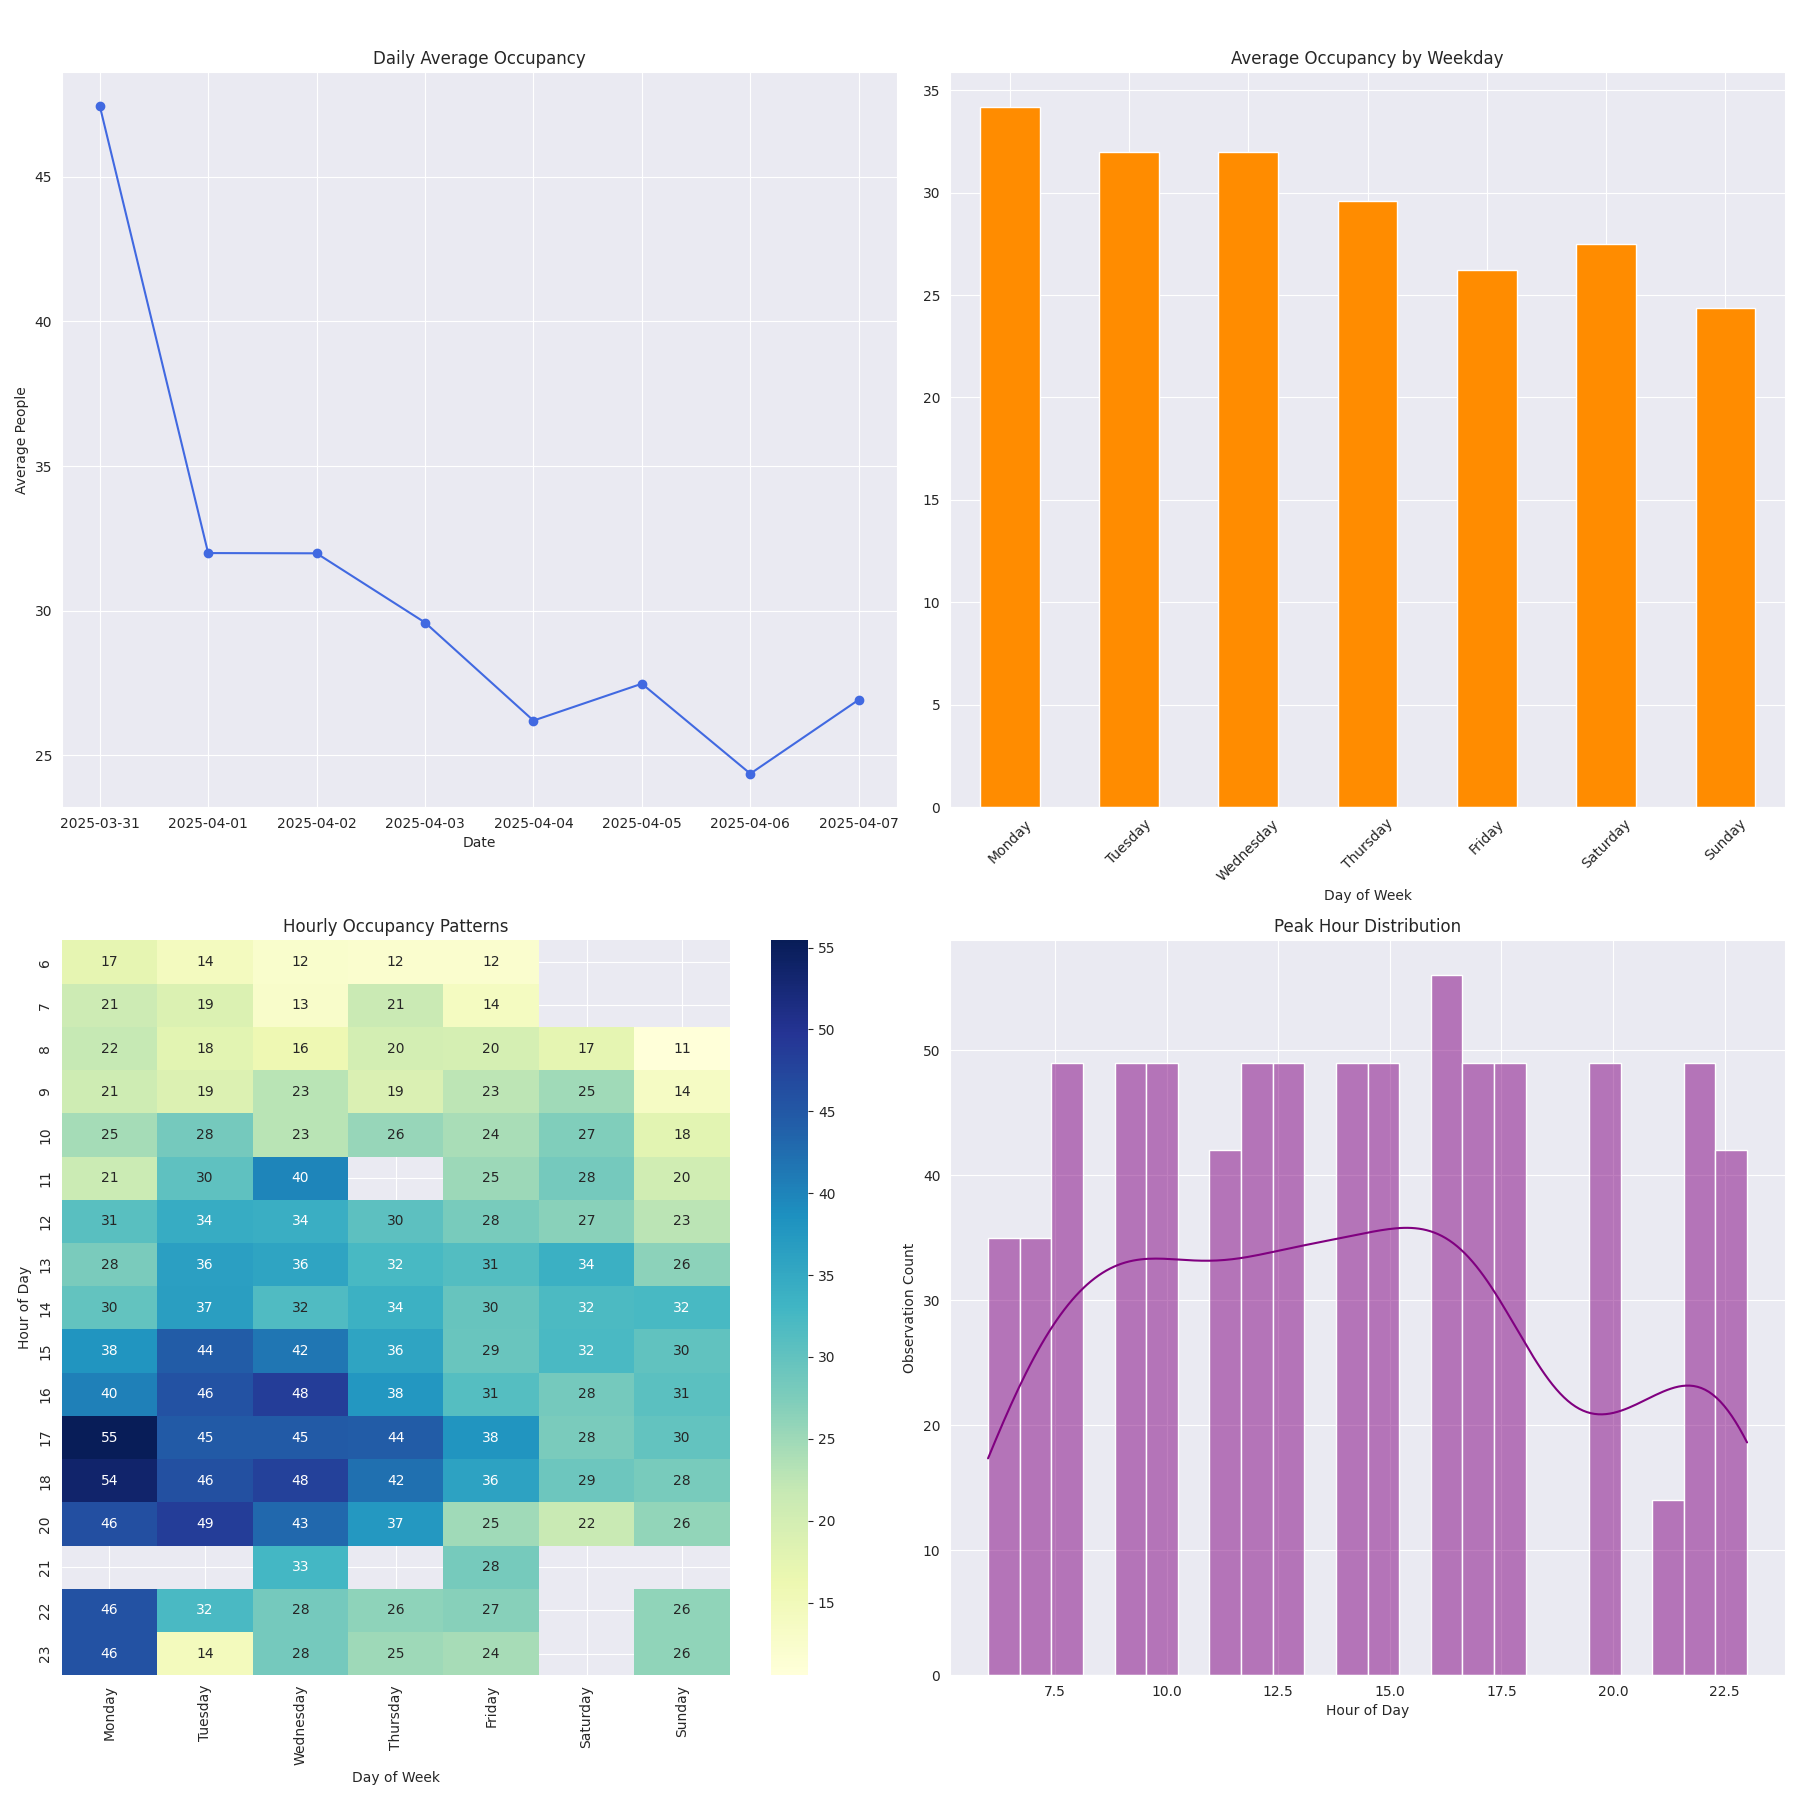 Daily Average Occupancy
Average People
45
40
35
30
25
2025-03-31 2025-04-01 2025-04-02 2025-04-03 2025-04-04 2025-04-05 2025-04-06 2025-04-07
Date
Average Occupancy by Weekday
35
30
25
20
15
10
5
0
Monday Tuesday Wednesday Thursday Friday Saturday Sunday
Day of Week
Hourly Occupancy Patterns
Hour of Day
6 17 14 12 12 12
7 21 19 13 21 14
8 22 18 16 20 20 17 11
9 21 19 23 19 23 25 14
10 25 28 23 26 24 27 18
11 21 30 40 25 28 20
12 31 34 34 30 28 27 23
13 28 36 36 32 31 34 26
14 30 37 32 34 30 32 32
15 38 44 42 36 29 32 30
16 40 46 48 38 31 28 31
17 55 45 45 44 38 28 30
18 54 46 48 42 36 29 28
20 46 49 43 37 25 22 26
21 33 28
22 46 32 28 26 27 26
23 46 14 28 25 24 26
Monday Tuesday Wednesday Thursday Friday Saturday Sunday
Day of Week
55
50
45
40
35
30
25
20
15
Peak Hour Distribution
Observation Count
50
40
30
20
10
0
7.5 10.0 12.5 15.0 17.5 20.0 22.5
Hour of Day